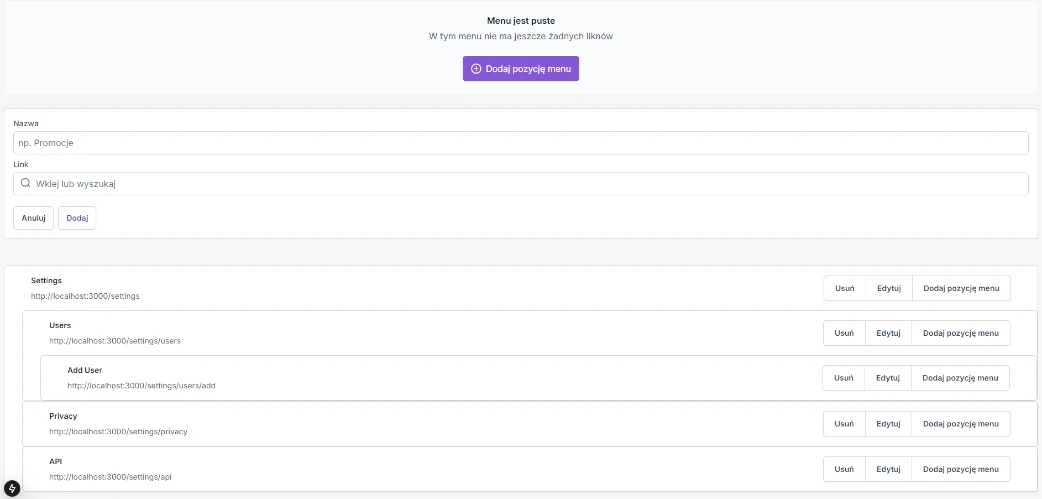 Menu jest puste
W tym menu nie ma jeszcze żadnych liknów
Dodaj pozycję menu
Nazwa
np. Promocje
Link
Wklej lub wyszukaj
Anuluj Dodaj
Settings
http://localhost:3000/settings
Usuń Edytuj Dodaj pozycję menu
Users
http://localhost:3000/settings/users
Usuń Edytuj Dodaj pozycję menu
Add User
http://localhost:3000/settings/users/add
Usuń Edytuj Dodaj pozycję menu
Privacy
http://localhost:3000/settings/privacy
Usuń Edytuj Dodaj pozycję menu
API
http://localhost:3000/settings/api
Usuń Edytuj Dodaj pozycję menu